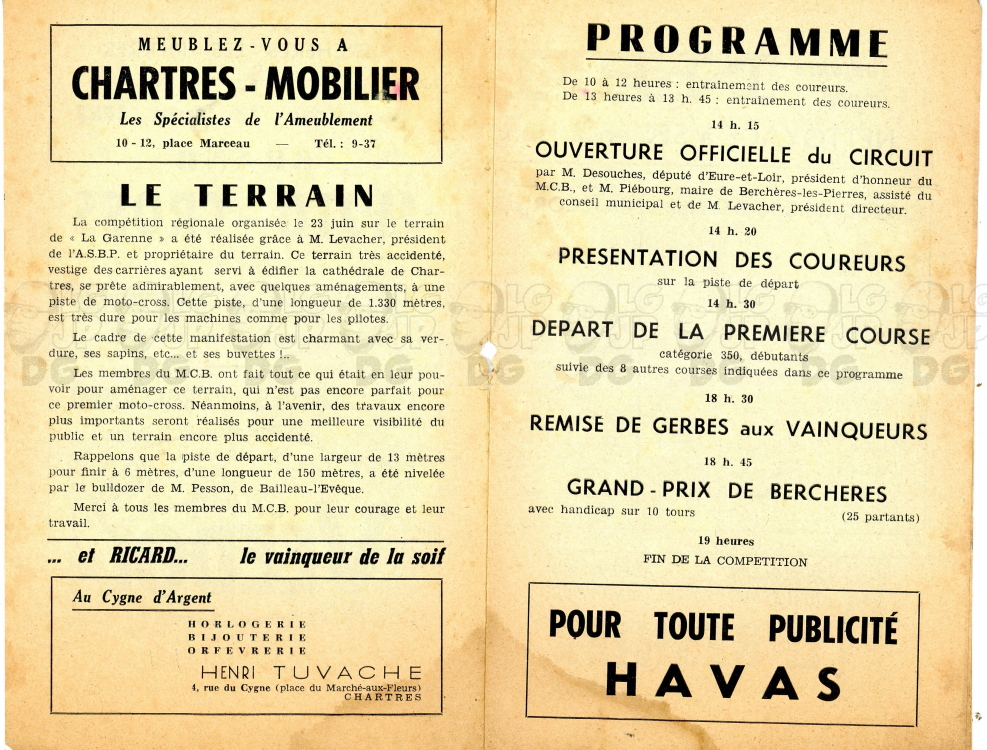 MEUBLEZ-VOUS A
CHARTRES - MOBILIER
Les Spécialistes de l'Ameublement
10 - 12, place Marceau — Tél. : 9-37
LE TERRAIN
La compétition régionale organisée le 23 juin sur le terrain
de « La Garenne » a été réalisée grâce à M. Levacher, président
de l'A.S.B.P. et propriétaire du terrain. Ce terrain très accidenté,
vestige des carrières ayant servi à édifier la cathédrale de Char-
tres, se prête admirablement, avec quelques aménagements, à une
piste de moto-cross. Cette piste, d'une longueur de 1.330 mètres,
est très dure pour les machines comme pour les pilotes.
Le cadre de cette manifestation est charmant avec sa ver-
dure, ses sapins, etc... et ses buvettes !..
Les membres du M.C.B. ont fait tout ce qui était en leur pou-
voir pour aménager ce terrain, qui n'est pas encore parfait pour
ce premier moto-cross. Néanmoins, à l'avenir, des travaux encore
plus importants seront réalisés pour une meilleure visibilité du
public et un terrain encore plus accidenté.
Rappelons que la piste de départ, d'une largeur de 13 mètres
pour finir à 6 mètres, d'une longueur de 150 mètres, a été nivelée
par le bulldozer de M. Pesson, de Bailleau-l'Evêque.
Merci à tous les membres du M.C.B. pour leur courage et leur
travail.
... et RICARD... le vainqueur de la soif
Au Cygne d'Argent
HORLOGERIE
BIJOUTERIE
ORFEVRERIE
HENRI TUVACHE
4, rue du Cygne (place du Marché-aux-Fleurs)
CHARTRES
PROGRAMME
De 10 à 12 heures : entraînement des coureurs.
De 13 heures à 13 h. 45 : entraînement des coureurs.
14 h. 15
OUVERTURE OFFICIELLE du CIRCUIT
par M. Desouches, député d'Eure-et-Loir, président d'honneur du
M.C.B., et M. Piébourg, maire de Berchères-les-Pierres, assisté du
conseil municipal et de M. Levacher, président directeur.
14 h. 20
PRESENTATION DES COUREURS
sur la piste de départ
14 h. 30
DEPART DE LA PREMIERE COURSE
catégorie 350, débutants
suivie des 8 autres courses indiquées dans ce programme
18 h. 30
REMISE DE GERBES aux VAINQUEURS
18 h. 45
GRAND-PRIX DE BERCHERES
avec handicap sur 10 tours (25 partants)
19 heures
FIN DE LA COMPETITION
POUR TOUTE PUBLICITÉ
HAVAS